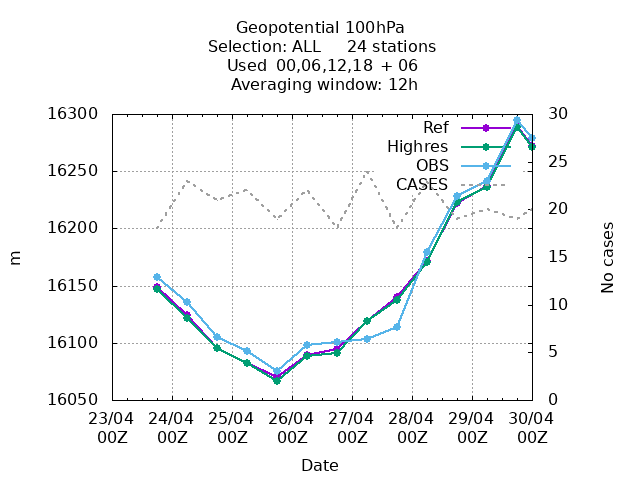 Geopotential 100hPa
Selection: ALL 24 stations
Used 00,06,12,18 + 06
Averaging window: 12h
16300
16250
16200
16150
16100
16050
m
30
25
20
15
10
5
0
No cases
Ref
Highres
OBS
CASES
23/04 24/04 25/04 26/04 27/04 28/04 29/04 30/04
00Z 00Z 00Z 00Z 00Z 00Z 00Z 00Z
Date